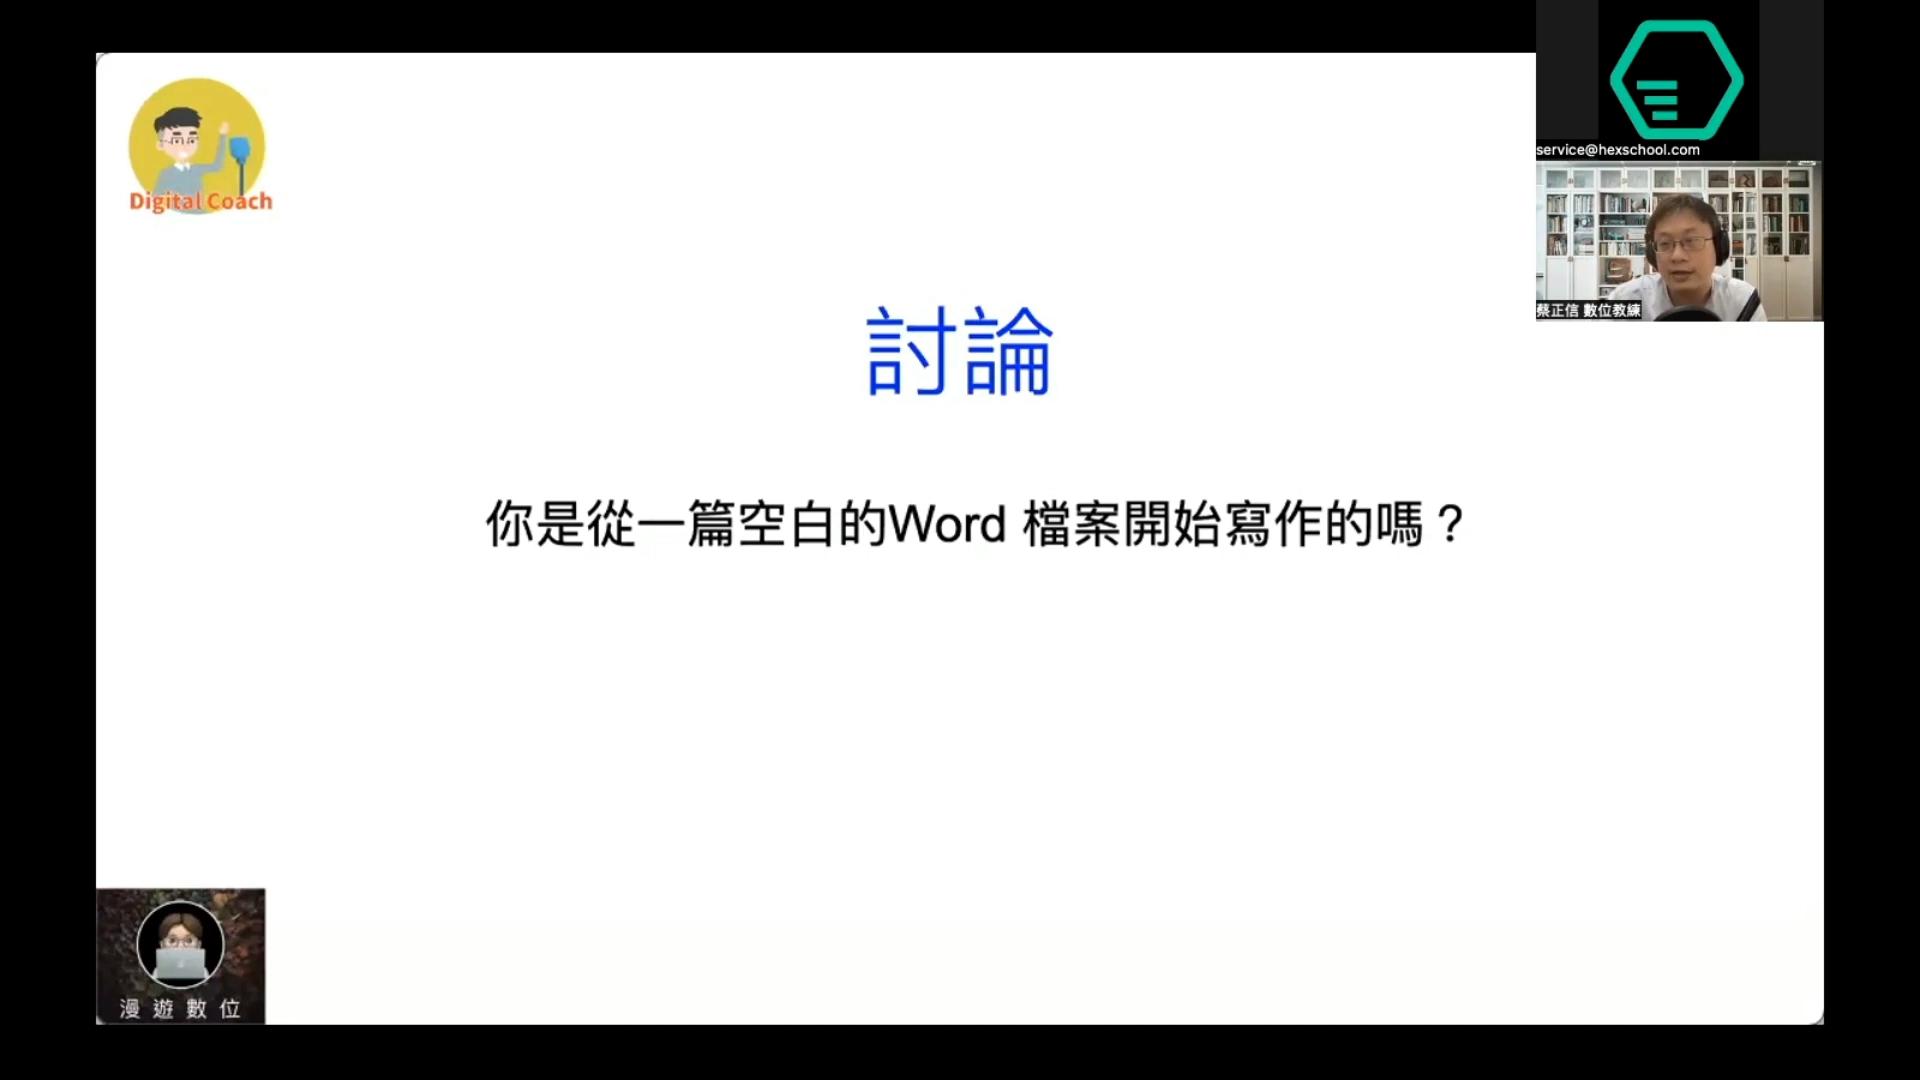 Digital Coach
service@hexschool.com
蔡正信 數位教練
討論
你是從一篇空白的Word 檔案開始寫作的嗎？
漫遊數位